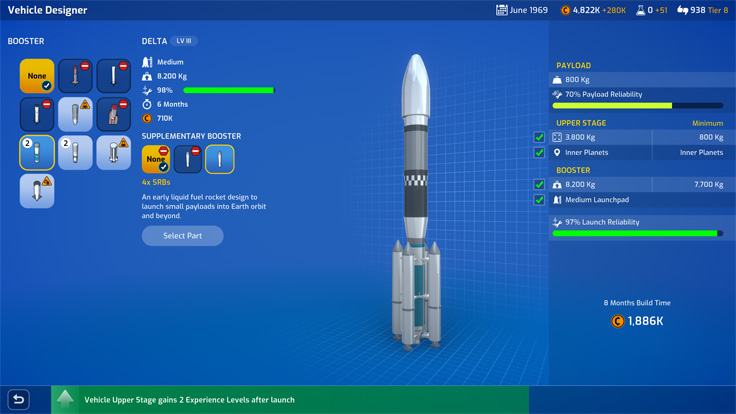 Vehicle Designer
June 1969
4,822K +280K
0 +51
938 Tier 8
BOOSTER
None
2
2
DELTA LV III
Medium
8,200 Kg
98%
6 Months
710K
SUPPLEMENTARY BOOSTER
None
4x SRBs
An early liquid fuel rocket design to
launch small payloads into Earth orbit
and beyond.
Select Part
PAYLOAD
800 Kg
70% Payload Reliability
UPPER STAGE Minimum
3,800 Kg 800 Kg
Inner Planets Inner Planets
BOOSTER
8,200 Kg 7,700 Kg
Medium Launchpad
97% Launch Reliability
8 Months Build Time
C 1,886K
Vehicle Upper Stage gains 2 Experience Levels after launch